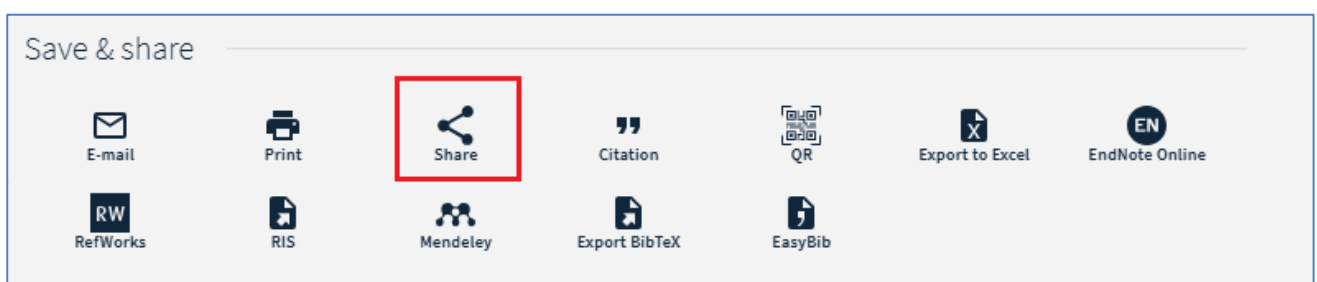 Save & share
E-mail Print Share Citation QR Export to Excel EndNote Online
EN
RW
RefWorks RIS Mendeley Export BibTeX EasyBib